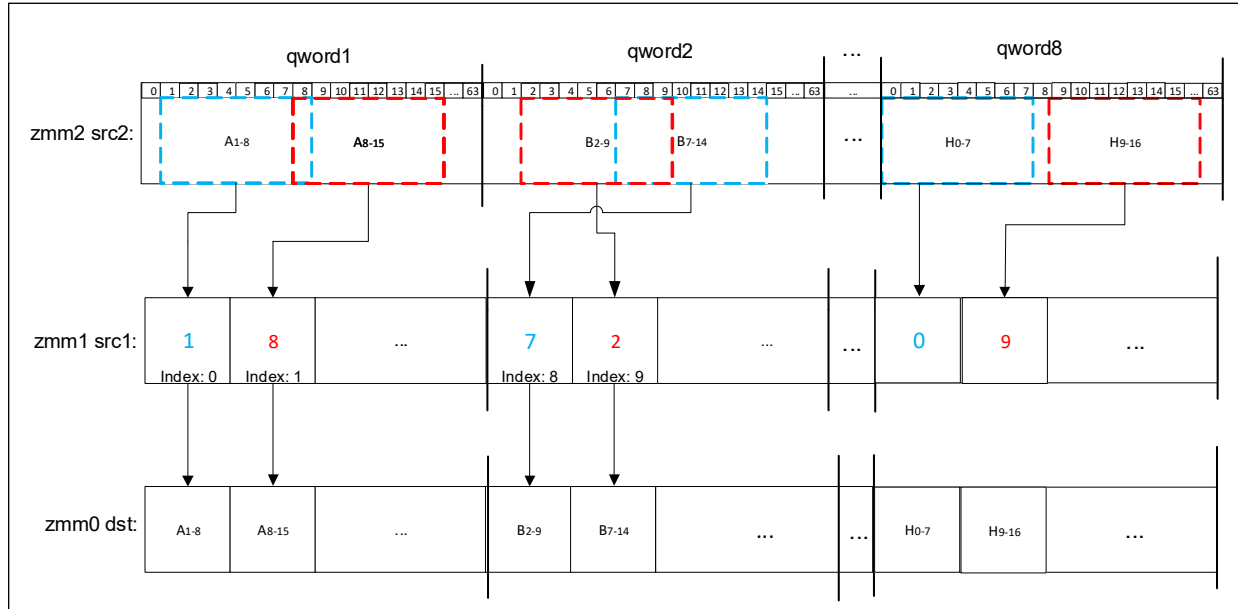 qword1 qword2 ... qword8
0 1 2 3 4 5 6 7 8 9 10 11 12 13 14 15 ... 63 0 1 2 3 4 5 6 7 8 9 10 11 12 13 14 15 ... 63 ... 0 1 2 3 4 5 6 7 8 9 10 11 12 13 14 15 ... 63
zmm2 src2: A1-8 A8-15 B2-9 B7-14 ... H0-7 H9-16
zmm1 src1: 1 8 ... 7 2 ... ... 0 9 ...
Index: 0 Index: 1 Index: 8 Index: 9
zmm0 dst: A1-8 A8-15 ... B2-9 B7-14 ... ... H0-7 H9-16 ...